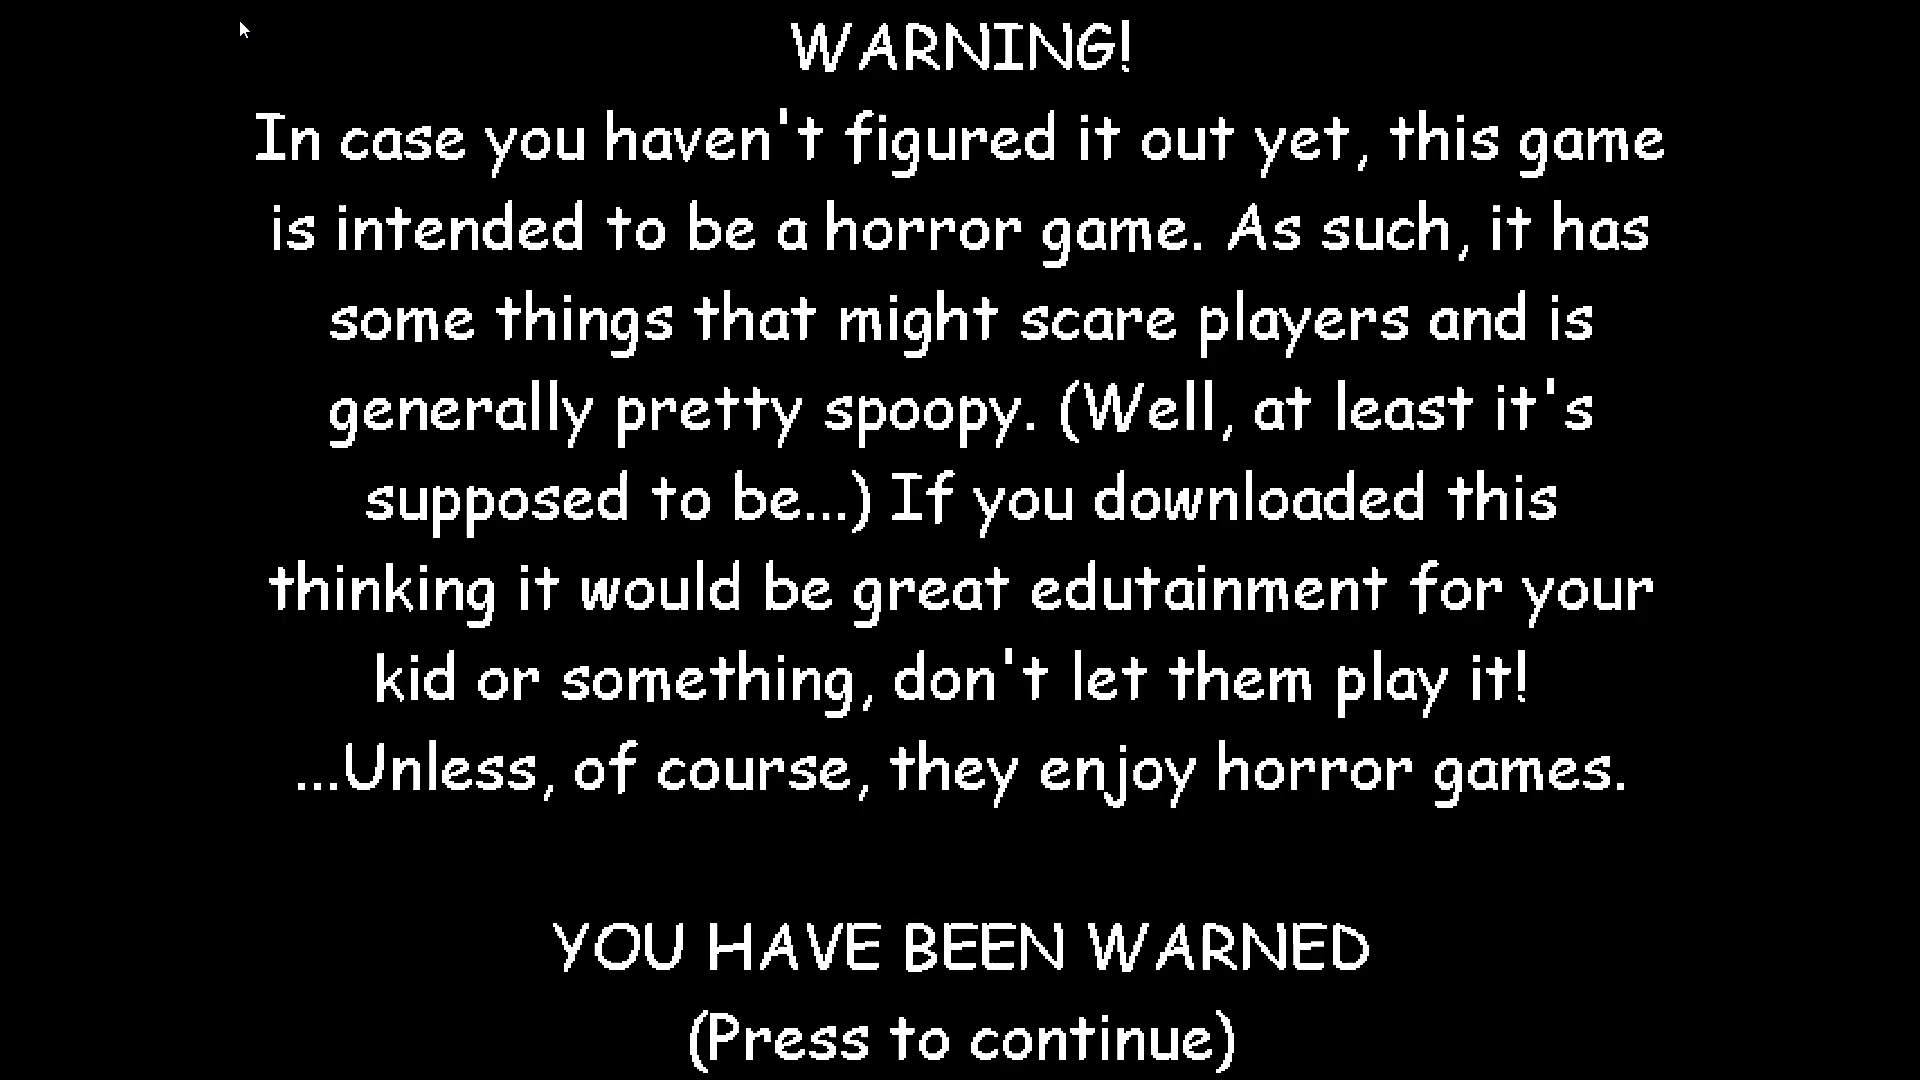 WARNING!
In case you haven't figured it out yet, this game
is intended to be a horror game. As such, it has
some things that might scare players and is
generally pretty spoopy. (Well, at least it's
supposed to be...) If you downloaded this
thinking it would be great edutainment for your
kid or something, don't let them play it!
...Unless, of course, they enjoy horror games.
YOU HAVE BEEN WARNED
(Press to continue)